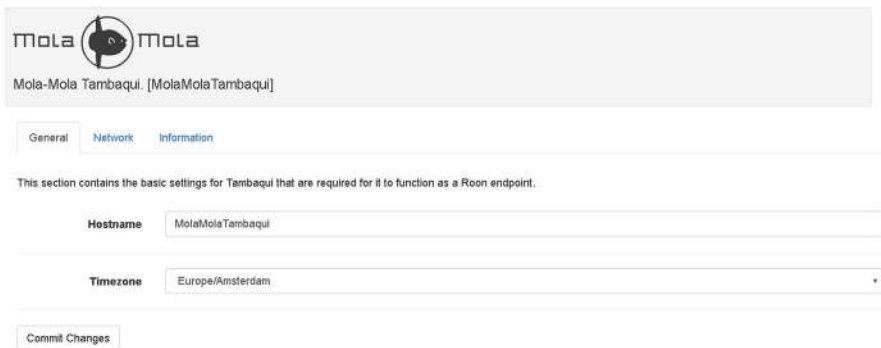 mola mola
Mola-Mola Tambaqui. [MolaMolaTambaqui]
General Network Information
This section contains the basic settings for Tambaqui that are required for it to function as a Roon endpoint.
Hostname MolaMolaTambaqui
Timezone Europe/Amsterdam
Commit Changes